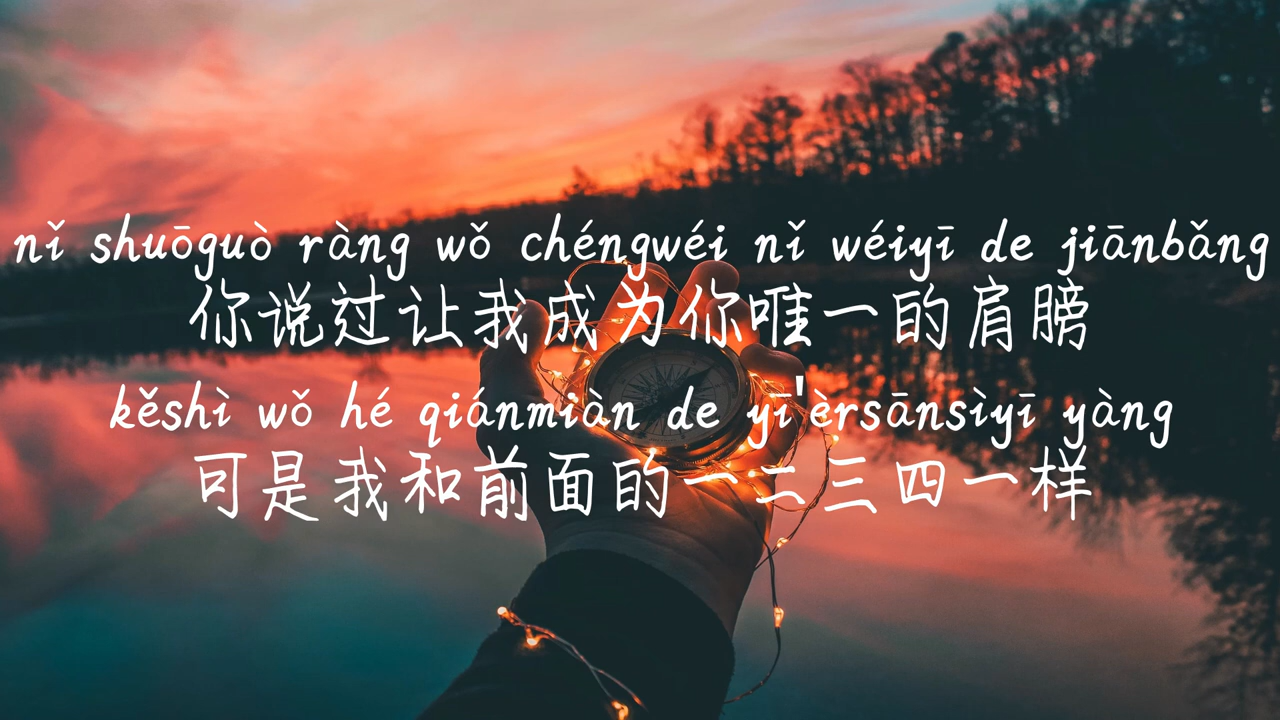 nǐ shuōguò ràng wǒ chéngwéi nǐ wéiyī de jiānbǎng
你说过让我成为你唯一的肩膀
kěshì wǒ hé qiánmiàn de yī'èrsānsìyī yàng
可是我和前面的一二三四一样